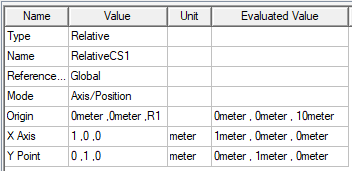 Name Value Unit Evaluated Value
Type Relative
Name RelativeCS1
Reference... Global
Mode Axis/Position
Origin 0meter ,0meter ,R1 0meter , 0meter , 10meter
X Axis 1 ,0 ,0 meter 1meter , 0meter , 0meter
Y Point 0 ,1 ,0 meter 0meter , 1meter , 0meter